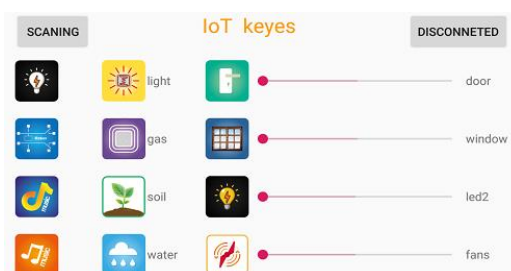 SCANING IoT keyes DISCONNETED
light door
gas window
soil led2
water fans